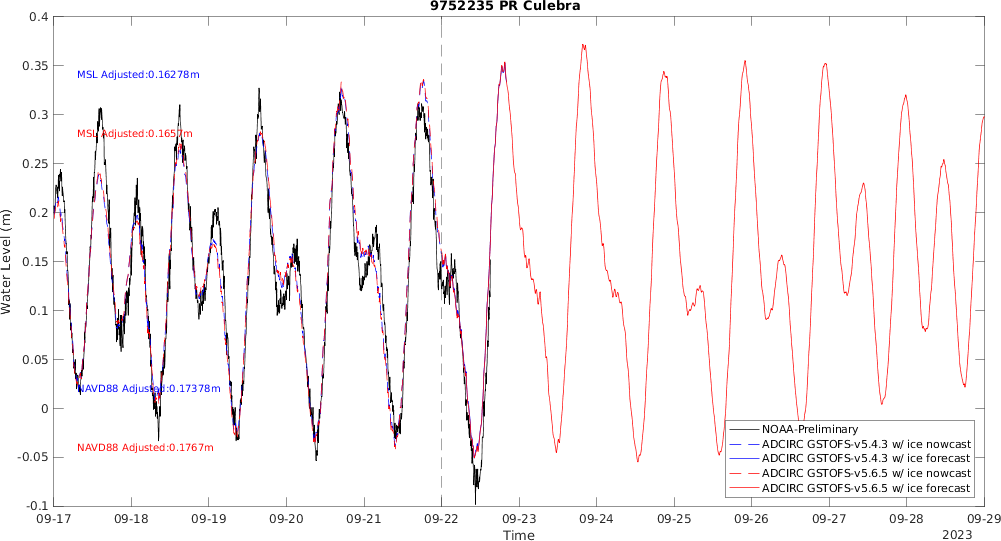 9752235 PR Culebra
Water Level (m)
0.4
0.35
0.3
0.25
0.2
0.15
0.1
0.05
0
-0.05
-0.1
MSL Adjusted:0.16278m
MSL Adjusted:0.1657m
NAVD88 Adjusted:0.17378m
NAVD88 Adjusted:0.1767m
NOAA-Preliminary
ADCIRC GSTOFS-v5.4.3 w/ ice nowcast
ADCIRC GSTOFS-v5.4.3 w/ ice forecast
ADCIRC GSTOFS-v5.6.5 w/ ice nowcast
ADCIRC GSTOFS-v5.6.5 w/ ice forecast
09-17 09-18 09-19 09-20 09-21 09-22 09-23 09-24 09-25 09-26 09-27 09-28 09-29
Time
2023